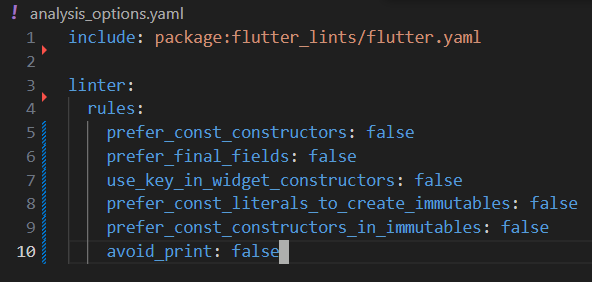 ! analysis_options.yaml
1 include: package:flutter_lints/flutter.yaml
2
3 linter:
4   rules:
5     prefer_const_constructors: false
6     prefer_final_fields: false
7     use_key_in_widget_constructors: false
8     prefer_const_literals_to_create_immutables: false
9     prefer_const_constructors_in_immutables: false
10     avoid_print: false